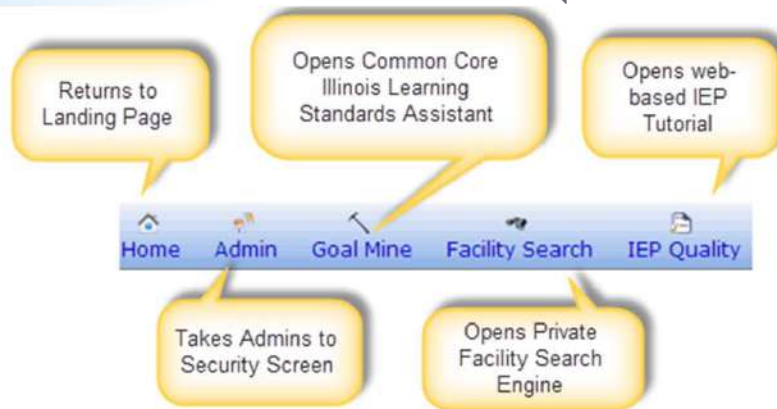 Returns to
Landing Page
Opens Common Core
Illinois Learning
Standards Assistant
Opens web-
based IEP
Tutorial
Home Admin Goal Mine Facility Search IEP Quality
Takes Admins to
Security Screen
Opens Private
Facility Search
Engine